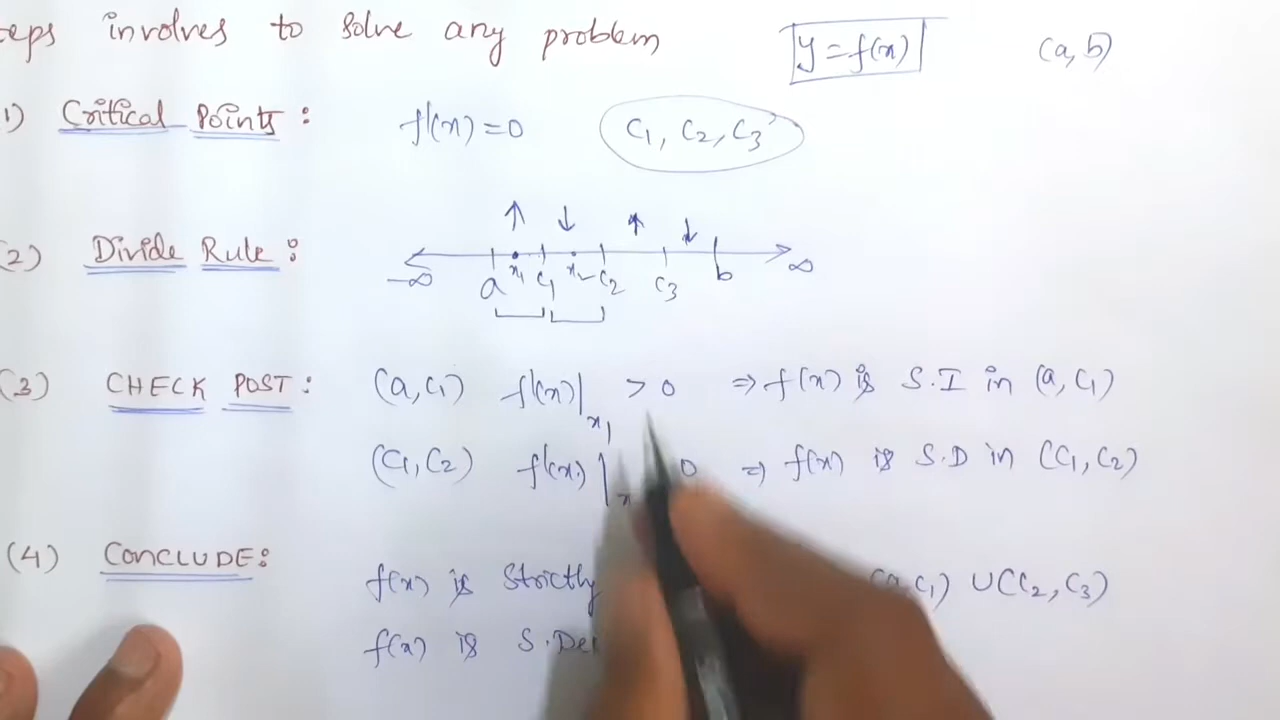 eps involves to solve any problem y=f(x) (a,b)
1) Critical Points: f'(x)=0 C1, C2, C3
(2) Divide Rule: -∞ a x1 C1 x2 C2 C3 b ∞
(3) CHECK POST: (a,C1) f'(x)|x1 >0 ⇒ f(x) is S.I in (a,C1)
(C1,C2) f'(x)|x 0 ⇒ f(x) is S.D in (C1,C2)
(4) CONCLUDE:
f(x) is Strictly (a,C1) ∪(C2,C3)
f(x) is S.Dec